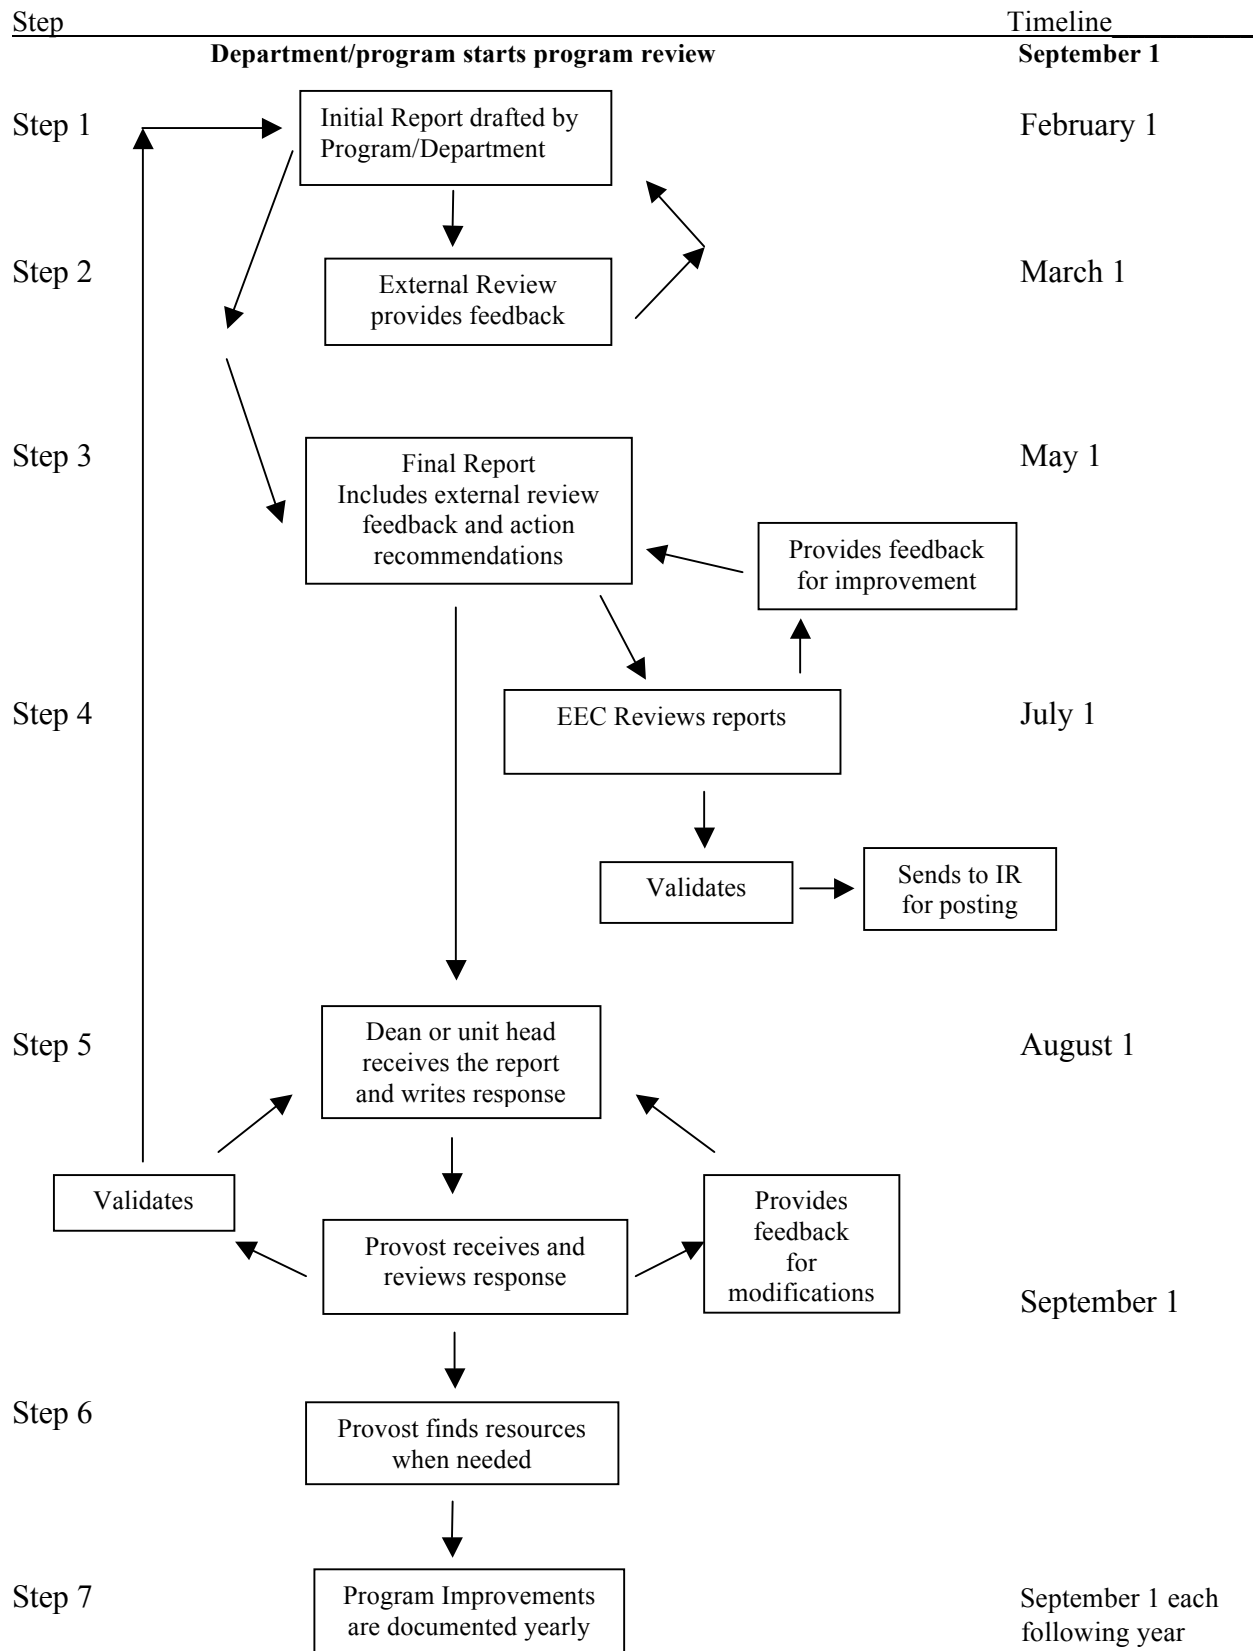 Step Timeline
Department/program starts program review September 1
Step 1
Initial Report drafted by
Program/Department
February 1
Step 2
External Review
provides feedback
March 1
Step 3
Final Report
Includes external review
feedback and action
recommendations
May 1
Provides feedback
for improvement
Step 4
EEC Reviews reports
July 1
Validates
Sends to IR
for posting
Step 5
Dean or unit head
receives the report
and writes response
August 1
Validates
Provost receives and
reviews response
Provides
feedback
for
modifications
September 1
Step 6
Provost finds resources
when needed
Step 7
Program Improvements
are documented yearly
September 1 each
following year